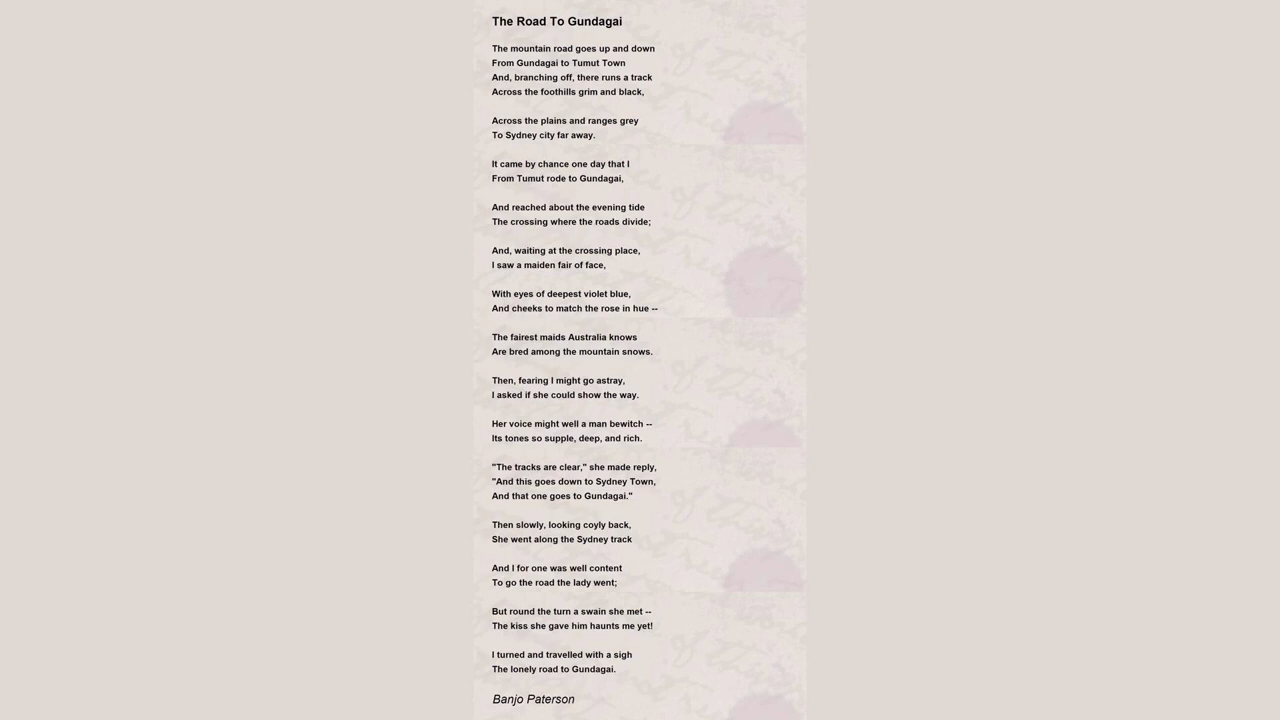 The Road To Gundagai
The mountain road goes up and down
From Gundagai to Tumut Town
And, branching off, there runs a track
Across the foothills grim and black,
Across the plains and ranges grey
To Sydney city far away.
It came by chance one day that I
From Tumut rode to Gundagai,
And reached about the evening tide
The crossing where the roads divide;
And, waiting at the crossing place,
I saw a maiden fair of face,
With eyes of deepest violet blue,
And cheeks to match the rose in hue --
The fairest maids Australia knows
Are bred among the mountain snows.
Then, fearing I might go astray,
I asked if she could show the way.
Her voice might well a man bewitch --
Its tones so supple, deep, and rich.
"The tracks are clear," she made reply,
"And this goes down to Sydney Town,
And that one goes to Gundagai."
Then slowly, looking coyly back,
She went along the Sydney track
And I for one was well content
To go the road the lady went;
But round the turn a swain she met --
The kiss she gave him haunts me yet!
I turned and travelled with a sigh
The lonely road to Gundagai.
Banjo Paterson